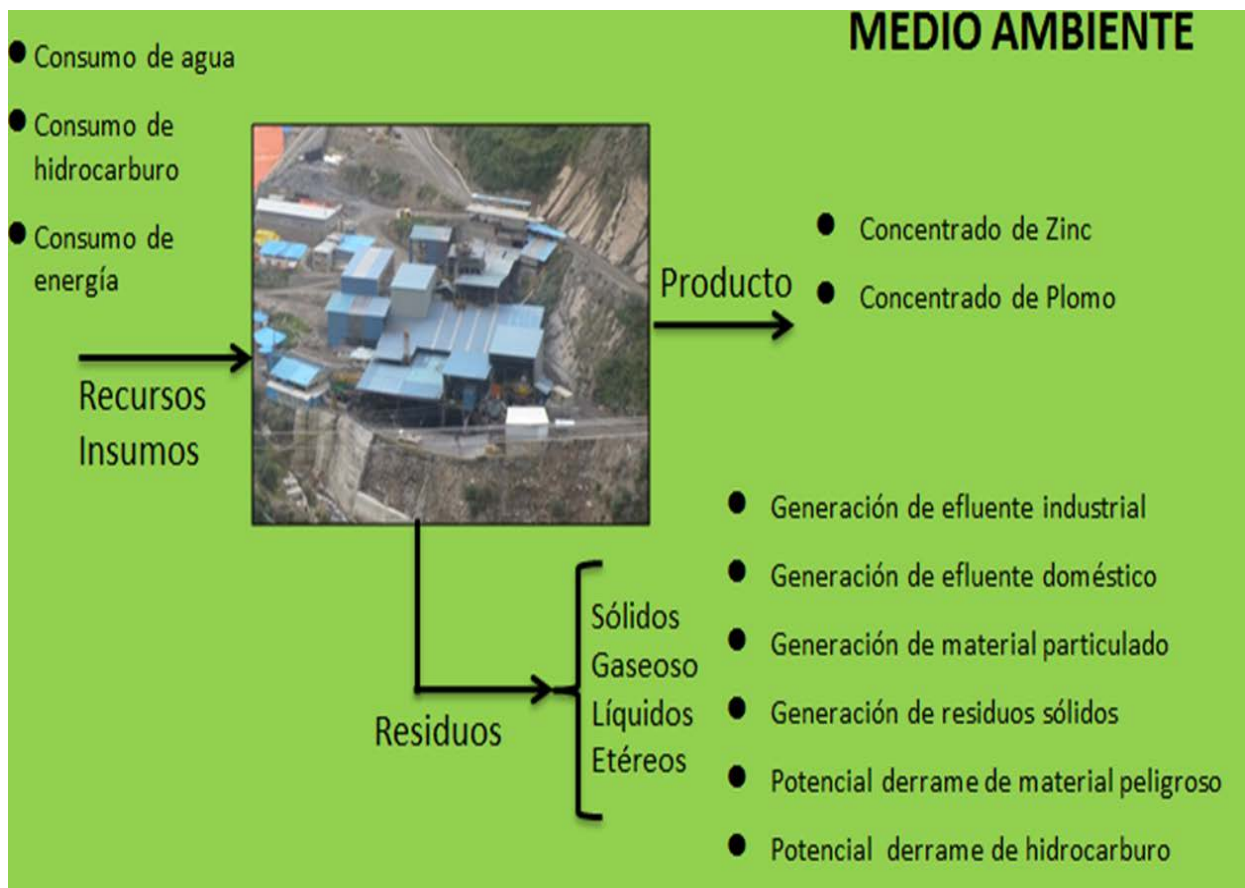 MEDIO AMBIENTE
Consumo de agua
Consumo de
hidrocarburo
Consumo de
energía
Recursos
Insumos
Producto
Concentrado de Zinc
Concentrado de Plomo
Residuos
Sólidos
Gaseoso
Líquidos
Etéreos
Generación de efluente industrial
Generación de efluente doméstico
Generación de material particulado
Generación de residuos sólidos
Potencial derrame de material peligroso
Potencial derrame de hidrocarburo